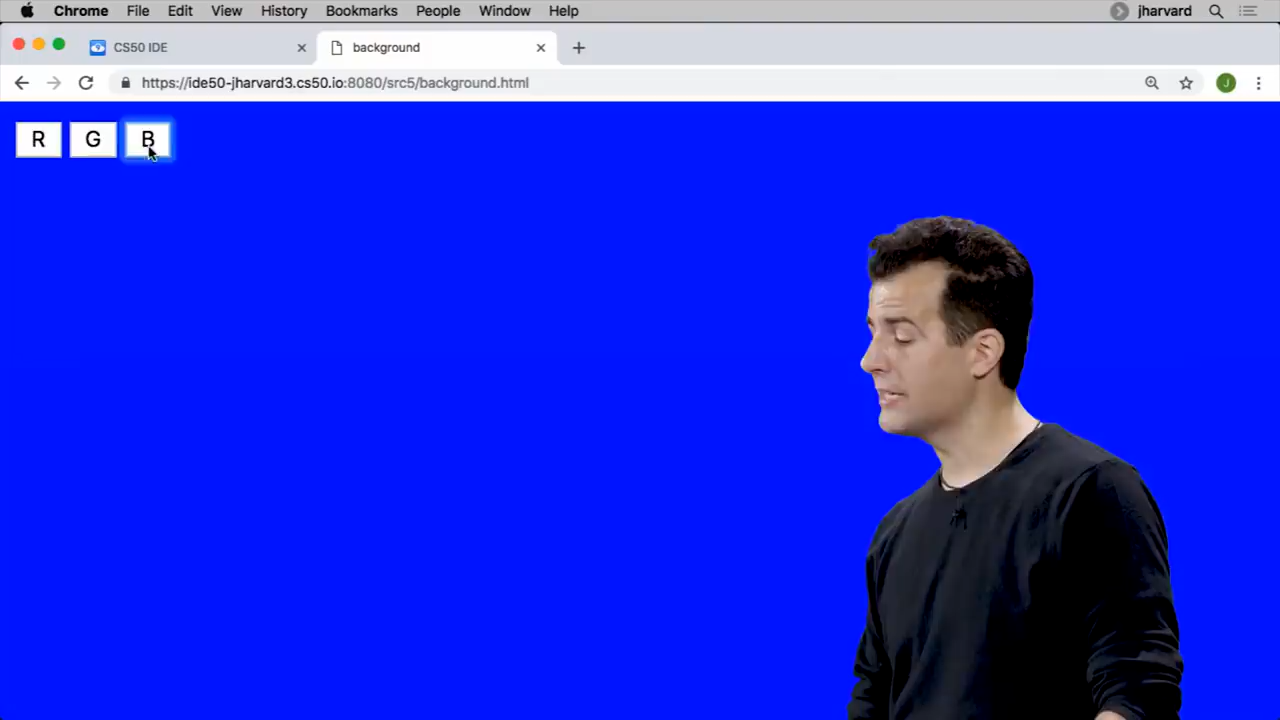 Chrome File Edit View History Bookmarks People Window Help jharvard
CS50 IDE background
https://ide50-jharvard3.cs50.io:8080/src5/background.html J
R G B